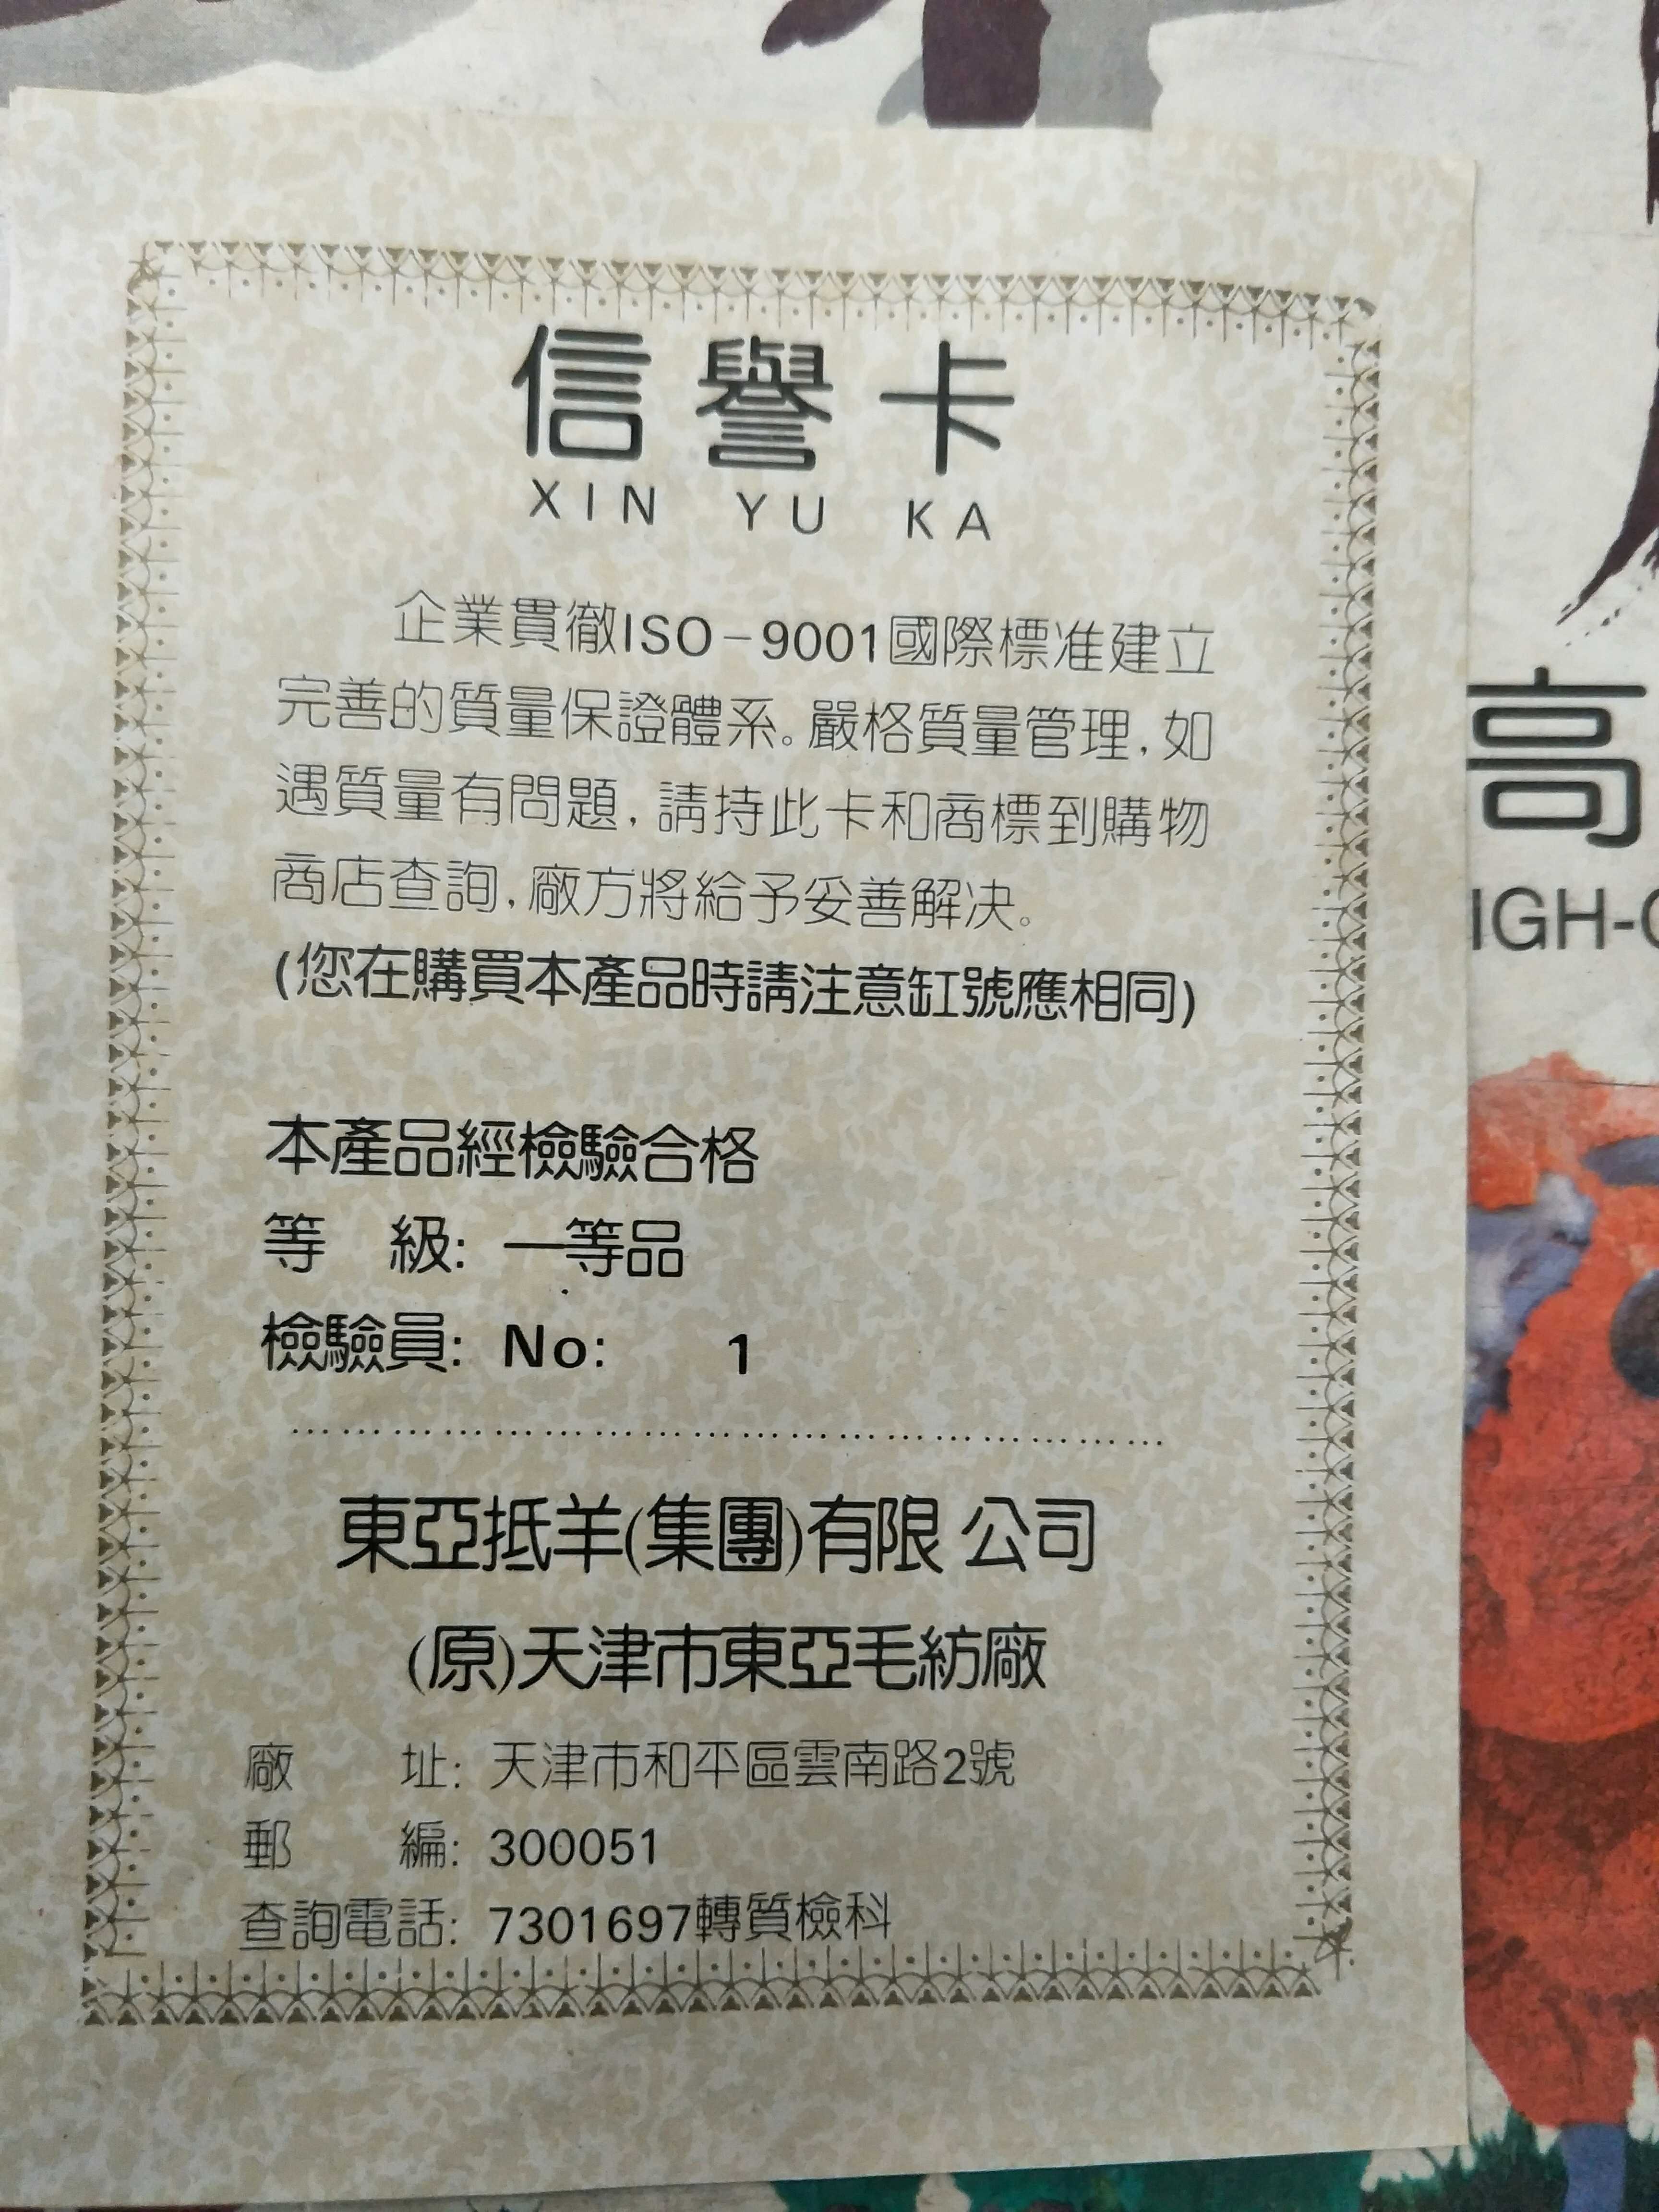 信譽卡
XIN YU KA
企業貫徹ISO-9001國際標准建立
完善的質量保證體系。嚴格質量管理,如
遇質量有問題,請持此卡和商標到購物
商店查詢,廠方將給予妥善解决。
(您在購買本產品時請注意缸號應相同)
本產品經檢驗合格
等 級: 一等品
檢驗員: No: 1
東亞抵羊(集團)有限公司
(原)天津市東亞毛紡廠
廠 址: 天津市和平區雲南路2號
郵 編: 300051
查詢電話: 7301697轉質檢科
高
IGH-